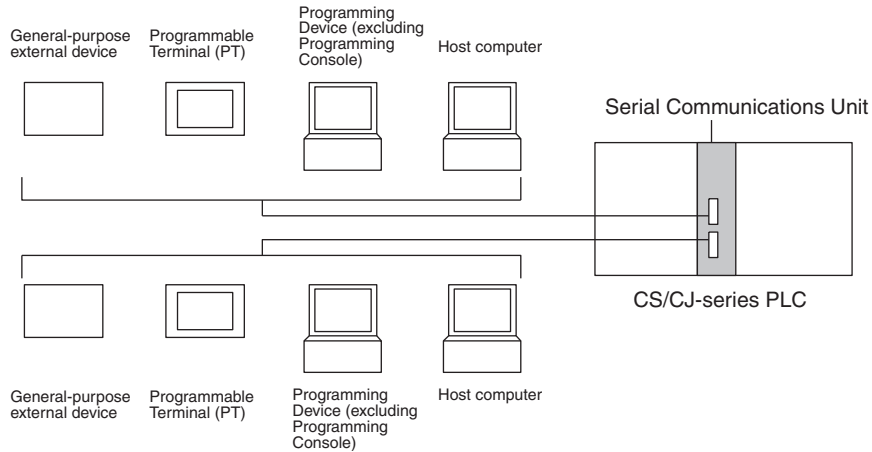 General-purpose
external device
Programmable
Terminal (PT)
Programming
Device (excluding
Programming
Console)
Host computer
Serial Communications Unit
CS/CJ-series PLC
General-purpose
external device
Programmable
Terminal (PT)
Programming
Device (excluding
Programming
Console)
Host computer